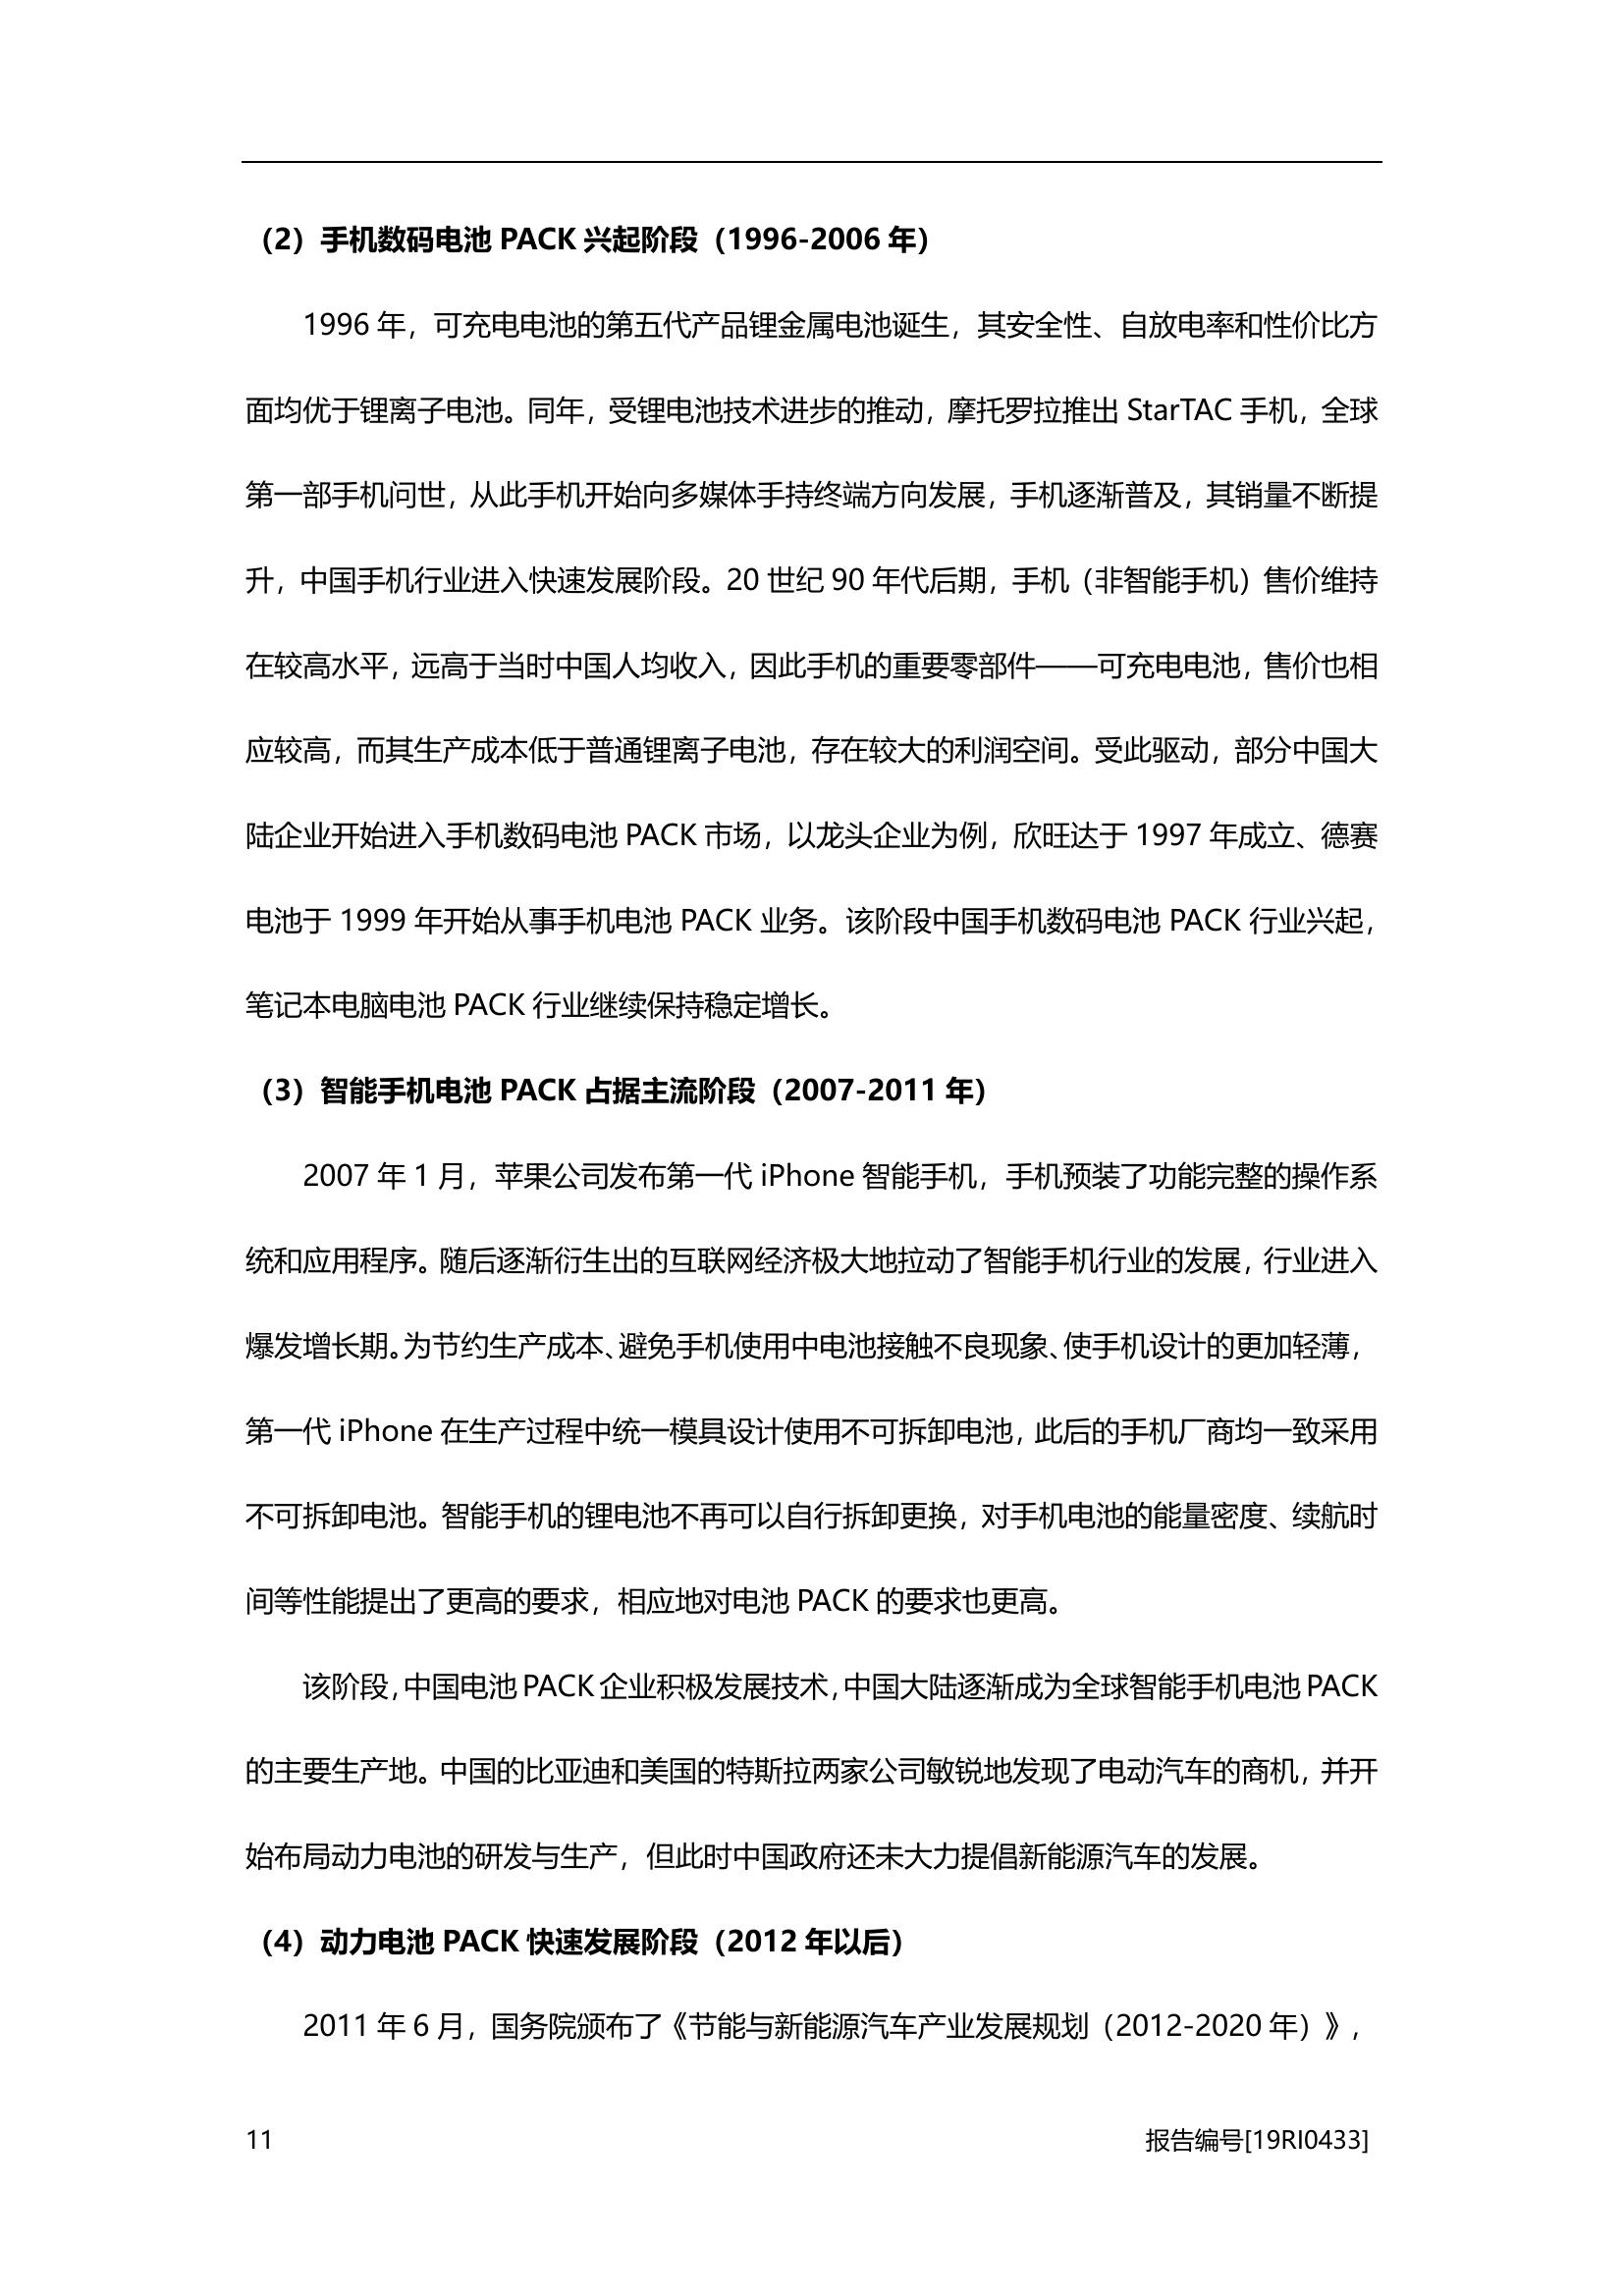 （2）手机数码电池 PACK 兴起阶段（1996-2006 年）
1996 年，可充电电池的第五代产品锂金属电池诞生，其安全性、自放电率和性价比方
面均优于锂离子电池。同年，受锂电池技术进步的推动，摩托罗拉推出 StarTAC 手机，全球
第一部手机问世，从此手机开始向多媒体手持终端方向发展，手机逐渐普及，其销量不断提
升，中国手机行业进入快速发展阶段。20 世纪 90 年代后期，手机（非智能手机）售价维持
在较高水平，远高于当时中国人均收入，因此手机的重要零部件——可充电电池，售价也相
应较高，而其生产成本低于普通锂离子电池，存在较大的利润空间。受此驱动，部分中国大
陆企业开始进入手机数码电池 PACK 市场，以龙头企业为例，欣旺达于 1997 年成立、德赛
电池于 1999 年开始从事手机电池 PACK 业务。该阶段中国手机数码电池 PACK 行业兴起，
笔记本电脑电池 PACK 行业继续保持稳定增长。
（3）智能手机电池 PACK 占据主流阶段（2007-2011 年）
2007 年 1 月，苹果公司发布第一代 iPhone 智能手机，手机预装了功能完整的操作系
统和应用程序。随后逐渐衍生出的互联网经济极大地拉动了智能手机行业的发展，行业进入
爆发增长期。为节约生产成本、避免手机使用中电池接触不良现象、使手机设计的更加轻薄，
第一代 iPhone 在生产过程中统一模具设计使用不可拆卸电池，此后的手机厂商均一致采用
不可拆卸电池。智能手机的锂电池不再可以自行拆卸更换，对手机电池的能量密度、续航时
间等性能提出了更高的要求，相应地对电池 PACK 的要求也更高。
该阶段，中国电池 PACK 企业积极发展技术，中国大陆逐渐成为全球智能手机电池 PACK
的主要生产地。中国的比亚迪和美国的特斯拉两家公司敏锐地发现了电动汽车的商机，并开
始布局动力电池的研发与生产，但此时中国政府还未大力提倡新能源汽车的发展。
（4）动力电池 PACK 快速发展阶段（2012 年以后）
2011 年 6 月，国务院颁布了《节能与新能源汽车产业发展规划（2012-2020 年）》，
11
报告编号[19RI0433]